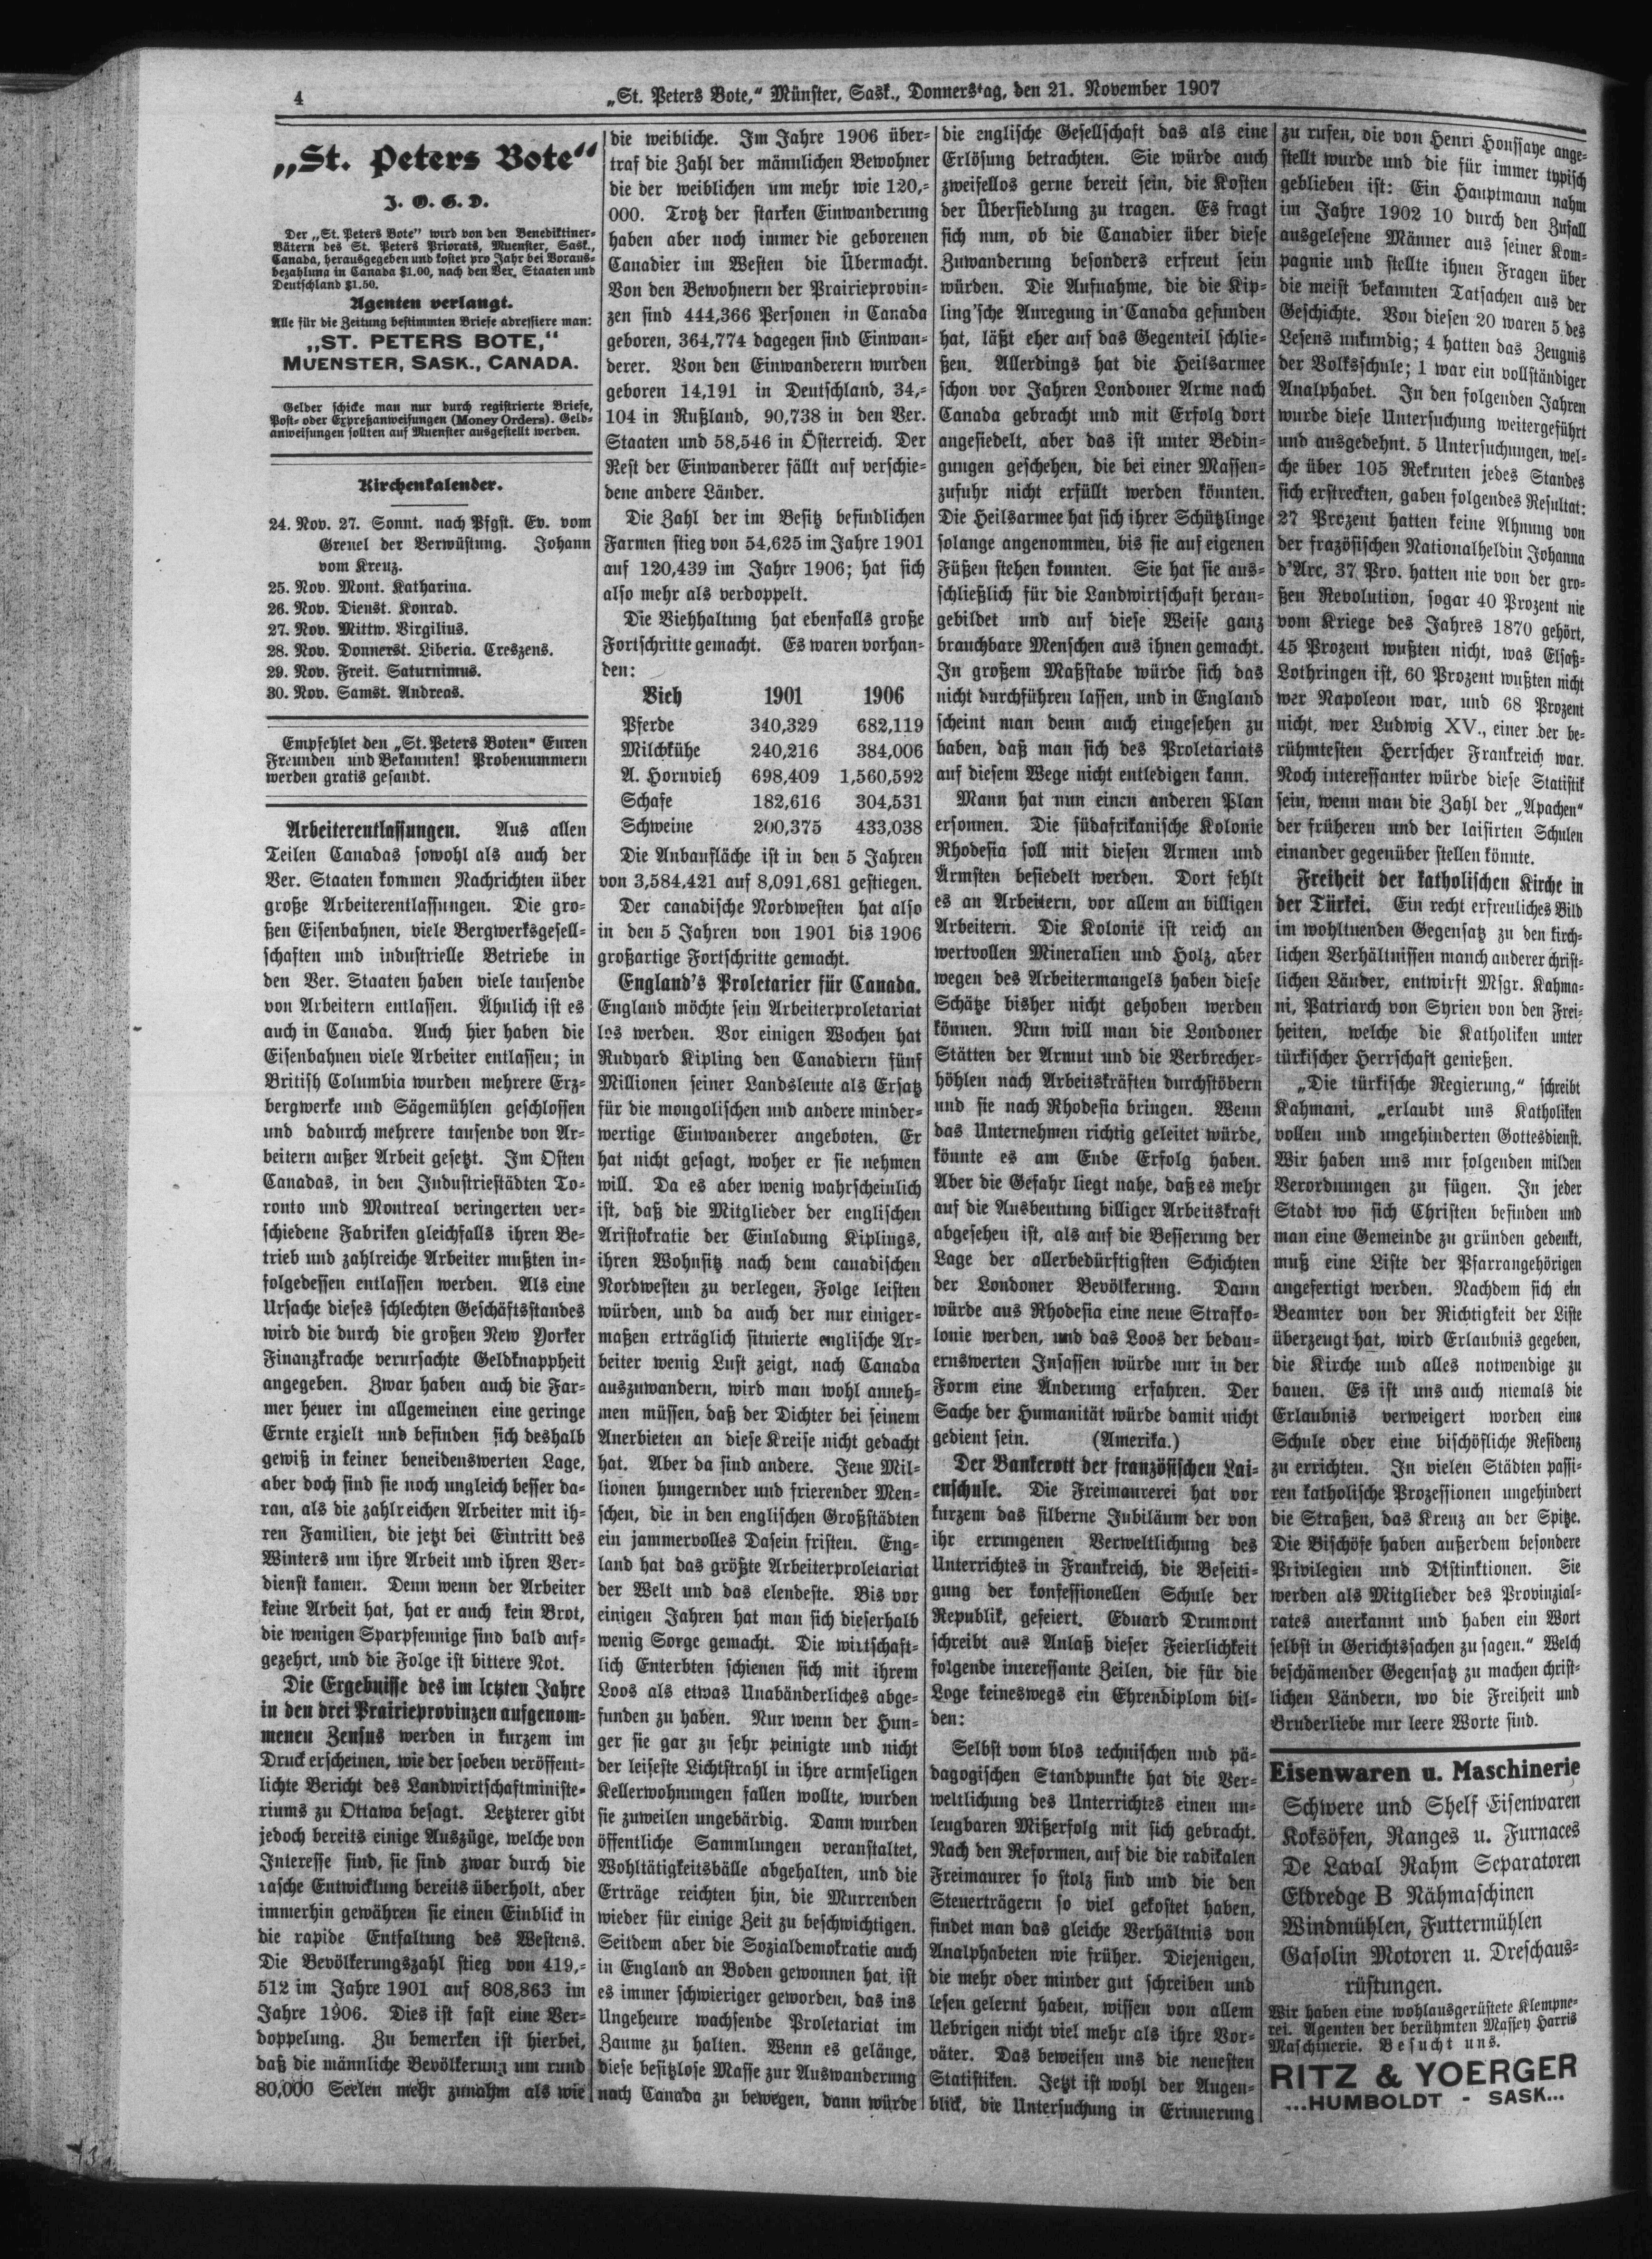 4
„St. Peters Bote,“ Münster, Sask., Donnerstag, den 21. November 1907
„St. Peters Bote“
J. O. G. D.
Der „St. Peters Bote“ wird von den Benediktiner-
Vätern des St. Peters Priorats, Muenster, Sask.,
Canada, herausgegeben und kostet pro Jahr bei Voraus-
bezahlung in Canada $1.00, nach den Ver. Staaten und
Deutschland $1.50.
Agenten verlangt.
Alle für die Zeitung bestimmten Briefe adressiere man:
„ST. PETERS BOTE,“
MUENSTER, SASK., CANADA.
Gelder schicke man nur durch registrierte Briefe,
Post- oder Expreßanweisungen (Money Orders). Geld-
anweisungen sollten auf Muenster ausgestellt werden.
Kirchenkalender.
24. Nov. 27. Sonnt. nach Pfgst. Ev. vom
Greuel der Verwüstung. Johann
vom Kreuz.
25. Nov. Mont. Katharina.
26. Nov. Dienst. Konrad.
27. Nov. Mittw. Virgilius.
28. Nov. Donnerst. Liberia. Creszens.
29. Nov. Freit. Saturnimus.
30. Nov. Samst. Andreas.
Empfehlet den „St. Peters Boten“ Euren
Freunden und Bekannten! Probenummern
werden gratis gesandt.
Arbeiterentlassungen. Aus allen
Teilen Canadas sowohl als auch der
Ver. Staaten kommen Nachrichten über
große Arbeiterentlassungen. Die gro-
ßen Eisenbahnen, viele Bergwerksgesell-
schaften und industrielle Betriebe in
den Ver. Staaten haben viele tausende
von Arbeitern entlassen. Ähnlich ist es
auch in Canada. Auch hier haben die
Eisenbahnen viele Arbeiter entlassen; in
British Columbia wurden mehrere Erz-
bergwerke und Sägemühlen geschlossen
und dadurch mehrere tausende von Ar-
beitern außer Arbeit gesetzt. Im Osten
Canadas, in den Industriestädten To-
ronto und Montreal veringerten ver-
schiedene Fabriken gleichfalls ihren Be-
trieb und zahlreiche Arbeiter mußten in-
folgedessen entlassen werden. Als eine
Ursache dieses schlechten Geschäftsstandes
wird die durch die großen New Yorker
Finanzkrache verursachte Geldknappheit
angegeben. Zwar haben auch die Far-
mer heuer im allgemeinen eine geringe
Ernte erzielt und befinden sich deshalb
gewiß in keiner beneidenswerten Lage,
aber doch sind sie noch ungleich besser da-
ran, als die zahlreichen Arbeiter mit ih-
ren Familien, die jetzt bei Eintritt des
Winters um ihre Arbeit und ihren Ver-
dienst kamen. Denn wenn der Arbeiter
keine Arbeit hat, hat er auch kein Brot,
die wenigen Sparpfennige sind bald auf-
gezehrt, und die Folge ist bittere Not.
Die Ergebnisse des im letzten Jahre
in den drei Prairieprovinzen aufgenom-
menen Zensus werden in kurzem im
Druck erscheinen, wie der soeben veröffent-
lichte Bericht des Landwirtschaftministe-
riums zu Ottawa besagt. Letzterer gibt
jedoch bereits einige Auszüge, welche von
Interesse sind, sie sind zwar durch die
rasche Entwicklung bereits überholt, aber
immerhin gewähren sie einen Einblick in
die rapide Entfaltung des Westens.
Die Bevölkerungszahl stieg von 419,-
512 im Jahre 1901 auf 808,863 im
Jahre 1906. Dies ist fast eine Ver-
doppelung. Zu bemerken ist hierbei,
daß die männliche Bevölkerung um rund
80,000 Seelen mehr zunahm als wie
die weibliche. Im Jahre 1906 über-
traf die Zahl der männlichen Bewohner
die der weiblichen um mehr wie 120,-
000. Trotz der starken Einwanderung
haben aber noch immer die geborenen
Canadier im Westen die Übermacht.
Von den Bewohnern der Prairieprovin-
zen sind 444,366 Personen in Canada
geboren, 364,774 dagegen sind Einwan-
derer. Von den Einwanderern wurden
geboren 14,191 in Deutschland, 34,-
104 in Rußland, 90,738 in den Ver.
Staaten und 58,546 in Österreich. Der
Rest der Einwanderer fällt auf verschie-
dene andere Länder.
Die Zahl der im Besitz befindlichen
Farmen stieg von 54,625 im Jahre 1901
auf 120,439 im Jahre 1906; hat sich
also mehr als verdoppelt.
Die Viehhaltung hat ebenfalls große
Fortschritte gemacht. Es waren vorhan-
den:
Vieh 1901 1906
Pferde 340,329 682,119
Milchkühe 240,216 384,006
A. Hornvieh 698,409 1,560,592
Schafe 182,616 304,531
Schweine 200,375 433,038
Die Anbaufläche ist in den 5 Jahren
von 3,584,421 auf 8,091,681 gestiegen.
Der canadische Nordwesten hat also
in den 5 Jahren von 1901 bis 1906
großartige Fortschritte gemacht.
England's Proletarier für Canada.
England möchte sein Arbeiterproletariat
los werden. Vor einigen Wochen hat
Rudyard Kipling den Canadiern fünf
Millionen seiner Landsleute als Ersatz
für die mongolischen und andere minder-
wertige Einwanderer angeboten. Er
hat nicht gesagt, woher er sie nehmen
will. Da es aber wenig wahrscheinlich
ist, daß die Mitglieder der englischen
Aristokratie der Einladung Kiplings,
ihren Wohnsitz nach dem canadischen
Nordwesten zu verlegen, Folge leisten
würden, und da auch der nur einiger-
maßen erträglich situierte englische Ar-
beiter wenig Lust zeigt, nach Canada
auszuwandern, wird man wohl anneh-
men müssen, daß der Dichter bei seinem
Anerbieten an diese Kreise nicht gedacht
hat. Aber da sind andere. Jene Mil-
lionen hungernder und frierender Men-
schen, die in den englischen Großstädten
ein jammervolles Dasein fristen. Eng-
land hat das größte Arbeiterproletariat
der Welt und das elendeste. Bis vor
einigen Jahren hat man sich dieserhalb
wenig Sorge gemacht. Die wirtschaft-
lich Enterbten schienen sich mit ihrem
Loos als etwas Unabänderliches abge-
funden zu haben. Nur wenn der Hun-
ger sie gar zu sehr peinigte und nicht
der leiseste Lichtstrahl in ihre armseligen
Kellerwohnungen fallen wollte, wurden
sie zuweilen ungebärdig. Dann wurden
öffentliche Sammlungen veranstaltet,
Wohltätigkeitsbälle abgehalten, und die
Erträge reichten hin, die Murrenden
wieder für einige Zeit zu beschwichtigen.
Seitdem aber die Sozialdemokratie auch
in England an Boden gewonnen hat, ist
es immer schwieriger geworden, das ins
Ungeheure wachsende Proletariat im
Zaume zu halten. Wenn es gelänge,
diese besitzlose Masse zur Auswanderung
nach Canada zu bewegen, dann würde
die englische Gesellschaft das als eine
Erlösung betrachten. Sie würde auch
zweifellos gerne bereit sein, die Kosten
der Übersiedlung zu tragen. Es fragt
sich nun, ob die Canadier über diese
Zuwanderung besonders erfreut sein
würden. Die Aufnahme, die die Kip-
ling'sche Anregung in Canada gefunden
hat, läßt eher auf das Gegenteil schlie-
ßen. Allerdings hat die Heilsarmee
schon vor Jahren Londoner Arme nach
Canada gebracht und mit Erfolg dort
angesiedelt, aber das ist unter Bedin-
gungen geschehen, die bei einer Massen-
zufuhr nicht erfüllt werden könnten.
Die Heilsarmee hat sich ihrer Schützlinge
solange angenommen, bis sie auf eigenen
Füßen stehen konnten. Sie hat sie aus-
schließlich für die Landwirtschaft heran-
gebildet und auf diese Weise ganz
brauchbare Menschen aus ihnen gemacht.
In großem Maßstabe würde sich das
nicht durchführen lassen, und in England
scheint man denn auch eingesehen zu
haben, daß man sich des Proletariats
auf diesem Wege nicht entledigen kann.
Mann hat nun einen anderen Plan
ersonnen. Die südafrikanische Kolonie
Rhodesia soll mit diesen Armen und
Ärmsten besiedelt werden. Dort fehlt
es an Arbeitern, vor allem an billigen
Arbeitern. Die Kolonie ist reich an
wertvollen Mineralien und Holz, aber
wegen des Arbeitermangels haben diese
Schätze bisher nicht gehoben werden
können. Nun will man die Londoner
Stätten der Armut und die Verbrecher-
höhlen nach Arbeitskräften durchstöbern
und sie nach Rhodesia bringen. Wenn
das Unternehmen richtig geleitet würde,
könnte es am Ende Erfolg haben.
Aber die Gefahr liegt nahe, daß es mehr
auf die Ausbeutung billiger Arbeitskraft
abgesehen ist, als auf die Besserung der
Lage der allerbedürftigsten Schichten
der Londoner Bevölkerung. Dann
würde aus Rhodesia eine neue Strafko-
lonie werden, und das Loos der bedau-
ernswerten Insassen würde nur in der
Form eine Änderung erfahren. Der
Sache der Humanität würde damit nicht
gedient sein. (Amerika.)
Der Bankerott der französischen Lai-
enschule. Die Freimaurerei hat vor
kurzem das silberne Jubiläum der von
ihr errungenen Verweltlichung des
Unterrichtes in Frankreich, die Beseiti-
gung der konfessionellen Schule der
Republik, gefeiert. Eduard Drumont
schreibt aus Anlaß dieser Feierlichkeit
folgende interessante Zeilen, die für die
Loge keineswegs ein Ehrendiplom bil-
den:
Selbst vom blos technischen und pä-
dagogischen Standpunkte hat die Ver-
weltlichung des Unterrichtes einen un-
leugbaren Mißerfolg mit sich gebracht.
Nach den Reformen, auf die die radikalen
Freimaurer so stolz sind und die den
Steuerträgern so viel gekostet haben,
findet man das gleiche Verhältnis von
Analphabeten wie früher. Diejenigen,
die mehr oder minder gut schreiben und
lesen gelernt haben, wissen von allem
Uebrigen nicht viel mehr als ihre Vor-
väter. Das beweisen uns die neuesten
Statistiken. Jetzt ist wohl der Augen-
blick, die Untersuchung in Erinnerung
zu rufen, die von Henri Houssaye ange-
stellt wurde und die für immer typisch
geblieben ist: Ein Hauptmann nahm
im Jahre 1902 10 durch den Zufall
ausgelesene Männer aus seiner Kom-
pagnie und stellte ihnen Fragen über
die meist bekannten Tatsachen aus der
Geschichte. Von diesen 20 waren 5 des
Lesens unkundig; 4 hatten das Zeugnis
der Volksschule; 1 war ein vollständiger
Analphabet. In den folgenden Jahren
wurde diese Untersuchung weitergeführt
und ausgedehnt. 5 Untersuchungen, wel-
che über 105 Rekruten jedes Standes
sich erstreckten, gaben folgendes Resultat:
27 Prozent hatten keine Ahnung von
der frazösischen Nationalheldin Johanna
d'Arc, 37 Pro. hatten nie von der gro-
ßen Revolution, sogar 40 Prozent nie
vom Kriege des Jahres 1870 gehört,
45 Prozent wußten nicht, was Elsaß-
Lothringen ist, 60 Prozent wußten nicht
wer Napoleon war, und 68 Prozent
nicht, wer Ludwig XV., einer der be-
rühmtesten Herrscher Frankreich war.
Noch interessanter würde diese Statistik
sein, wenn man die Zahl der „Apachen“
der früheren und der laisirten Schulen
einander gegenüber stellen könnte.
Freiheit der katholischen Kirche in
der Türkei. Ein recht erfreuliches Bild
im wohltuenden Gegensatz zu den kirch-
lichen Verhältnissen manch anderer christ-
lichen Länder, entwirft Msgr. Kahma-
ni, Patriarch von Syrien von den Frei-
heiten, welche die Katholiken unter
türkischer Herrschaft genießen.
„Die türkische Regierung,“ schreibt
Kahmani, „erlaubt uns Katholiken
vollen und ungehinderten Gottesdienst.
Wir haben uns nur folgenden milden
Verordnungen zu fügen. In jeder
Stadt wo sich Christen befinden und
man eine Gemeinde zu gründen gedenkt,
muß eine Liste der Pfarrangehörigen
angefertigt werden. Nachdem sich ein
Beamter von der Richtigkeit der Liste
überzeugt hat, wird Erlaubnis gegeben,
die Kirche und alles notwendige zu
bauen. Es ist uns auch niemals die
Erlaubnis verweigert worden eine
Schule oder eine bischöfliche Residenz
zu errichten. In vielen Städten passi-
ren katholische Prozessionen ungehindert
die Straßen, das Kreuz an der Spitze.
Die Bischöfe haben außerdem besondere
Privilegien und Distinktionen. Sie
werden als Mitglieder des Provinzial-
rates anerkannt und haben ein Wort
selbst in Gerichtssachen zu sagen.“ Welch
beschämender Gegensatz zu machen christ-
lichen Ländern, wo die Freiheit und
Bruderliebe nur leere Worte sind.
Eisenwaren u. Maschinerie
Schwere und Shelf Eisenwaren
Koksöfen, Ranges u. Furnaces
De Laval Rahm Separatoren
Eldredge B Nähmaschinen
Windmühlen, Futtermühlen
Gasolin Motoren u. Dreschaus-
rüstungen.
Wir haben eine wohlausgerüstete Klempne-
rei. Agenten der berühmten Massey Harris
Maschinerie. Besucht uns.
RITZ & YOERGER
...HUMBOLDT - SASK...